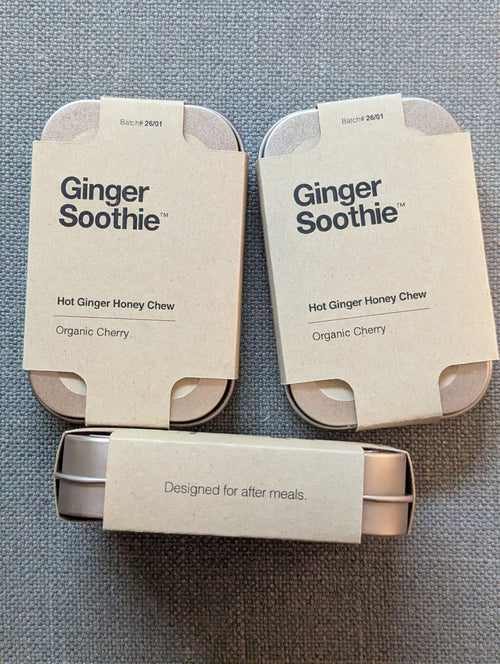 Batch# 26/01
Ginger
Soothie™
Hot Ginger Honey Chew
Organic Cherry
Batch# 26/01
Ginger
Soothie™
Hot Ginger Honey Chew
Organic Cherry
Designed for after meals.